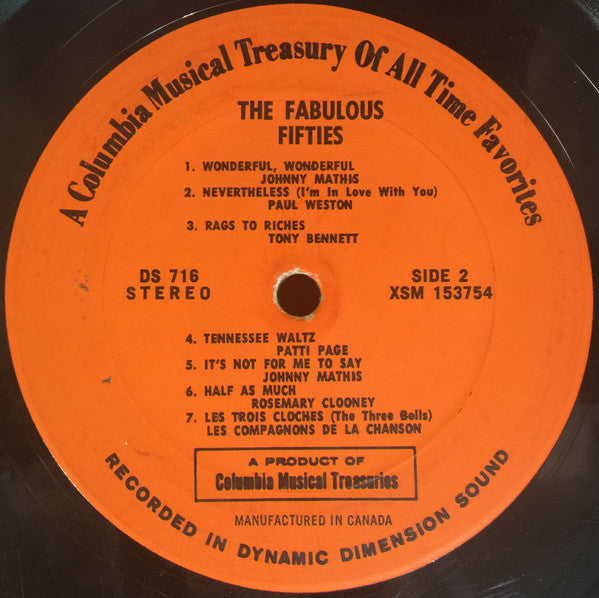 A Columbia Musical Treasury Of All Time Favorites
THE FABULOUS
FIFTIES
1. WONDERFUL, WONDERFUL
JOHNNY MATHIS
2. NEVERTHELESS (I'm In Love With You)
PAUL WESTON
3. RAGS TO RICHES
TONY BENNETT
DS 716
STEREO
SIDE 2
XSM 153754
4. TENNESSEE WALTZ
PATTI PAGE
5. IT'S NOT FOR ME TO SAY
JOHNNY MATHIS
6. HALF AS MUCH
ROSEMARY CLOONEY
7. LES TROIS CLOCHES (The Three Bells)
LES COMPAGNONS DE LA CHANSON
A PRODUCT OF
Columbia Musical Treasuries
MANUFACTURED IN CANADA
RECORDED IN DYNAMIC DIMENSION SOUND